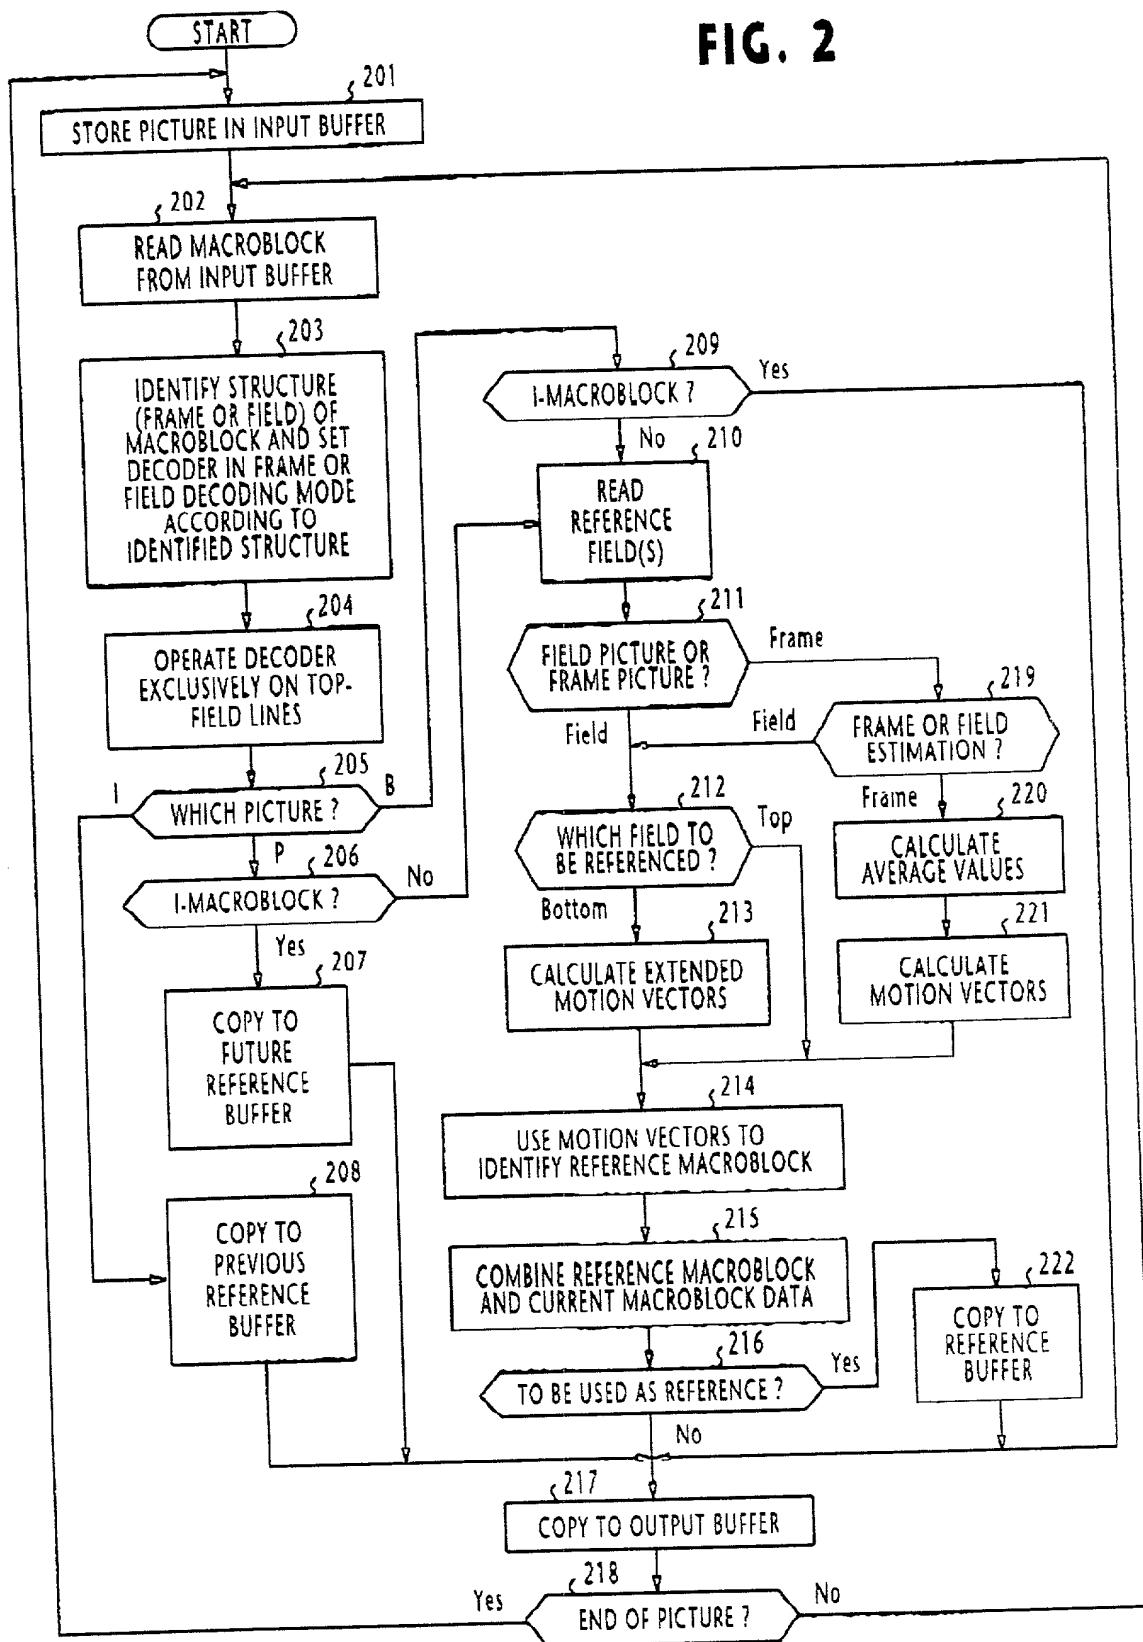 FIG. 2
START
201
STORE PICTURE IN INPUT BUFFER
202
READ MACROBLOCK
FROM INPUT BUFFER
203
IDENTIFY STRUCTURE
(FRAME OR FIELD) OF
MACROBLOCK AND SET
DECODER IN FRAME OR
FIELD DECODING MODE
ACCORDING TO
IDENTIFIED STRUCTURE
204
OPERATE DECODER
EXCLUSIVELY ON TOP-
FIELD LINES
205
I
WHICH PICTURE ?
B
P
206
I-MACROBLOCK ?
No
Yes
207
COPY TO
FUTURE
REFERENCE
BUFFER
208
COPY TO
PREVIOUS
REFERENCE
BUFFER
209
I-MACROBLOCK ?
Yes
No
210
READ
REFERENCE
FIELD(S)
211
FIELD PICTURE OR
FRAME PICTURE ?
Frame
Field
219
Field
FRAME OR FIELD
ESTIMATION ?
Frame
212
WHICH FIELD TO
BE REFERENCED ?
Top
Bottom
220
CALCULATE
AVERAGE VALUES
213
CALCULATE EXTENDED
MOTION VECTORS
221
CALCULATE
MOTION VECTORS
214
USE MOTION VECTORS TO
IDENTIFY REFERENCE MACROBLOCK
215
COMBINE REFERENCE MACROBLOCK
AND CURRENT MACROBLOCK DATA
216
TO BE USED AS REFERENCE ?
Yes
No
222
COPY TO
REFERENCE
BUFFER
217
COPY TO OUTPUT BUFFER
218
Yes
END OF PICTURE ?
No